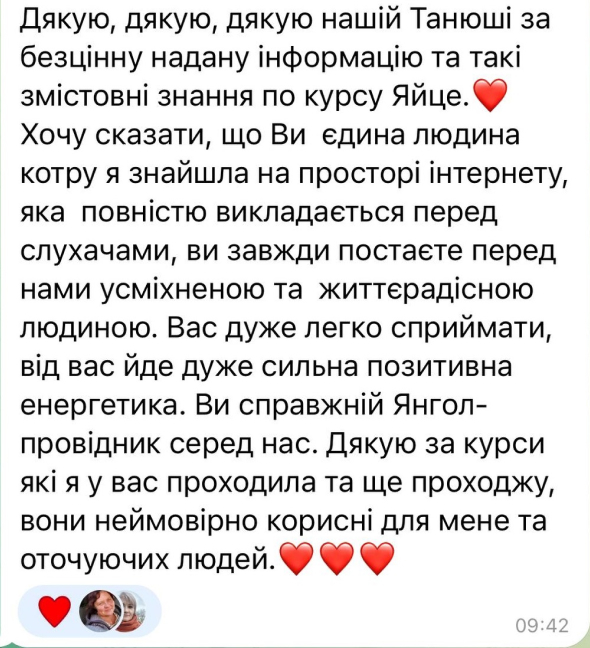 Дякую, дякую, дякую нашій Танюші за
безцінну надану інформацію та такі
змістовні знання по курсу Яйце.❤️
Хочу сказати, що Ви  єдина людина
котру я знайшла на просторі інтернету,
яка  повністю викладається перед
слухачами, ви завжди постаєте перед
нами усміхненою та  життєрадісною
людиною. Вас дуже легко сприймати,
від вас йде дуже сильна позитивна
енергетика. Ви справжній Янгол-
провідник серед нас. Дякую за курси
які я у вас проходила та ще проходжу,
вони неймовірно корисні для мене та
оточуючих людей.❤️❤️❤️
09:42